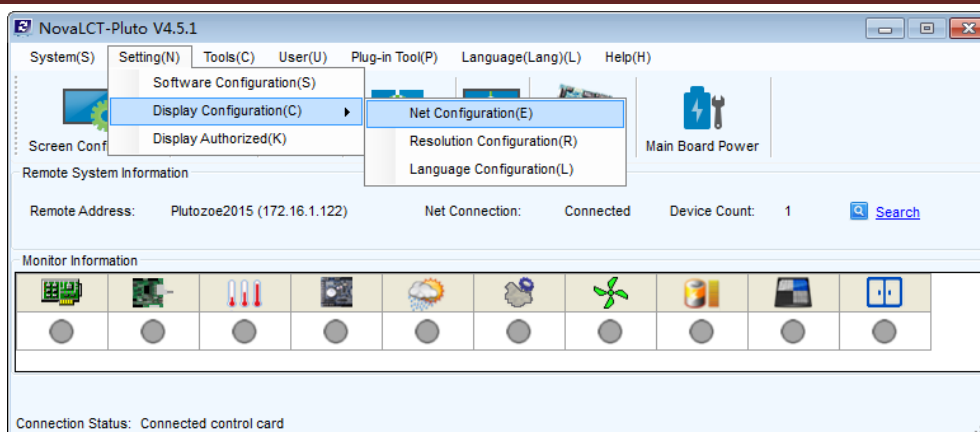 NovaLCT-Pluto V4.5.1
System(S) Setting(N) Tools(C) User(U) Plug-in Tool(P) Language(Lang)(L) Help(H)
Software Configuration(S)
Display Configuration(C) Net Configuration(E)
Display Authorized(K) Resolution Configuration(R)
Language Configuration(L)
Screen Conf Main Board Power
Remote System Information
Remote Address: Plutozoe2015 (172.16.1.122) Net Connection: Connected Device Count: 1 Search
Monitor Information
Connection Status: Connected control card